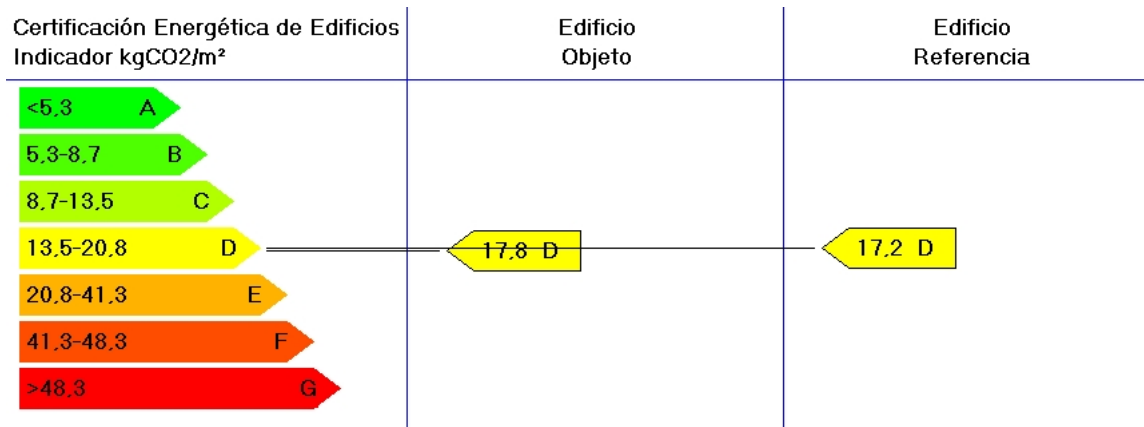 Certificación Energética de Edificios
Indicador kgCO2/m²
Edificio
Objeto
Edificio
Referencia
<5,3 A
5,3-8,7 B
8,7-13,5 C
13,5-20,8 D
17,8 D
17,2 D
20,8-41,3 E
41,3-48,3 F
>48,3 G